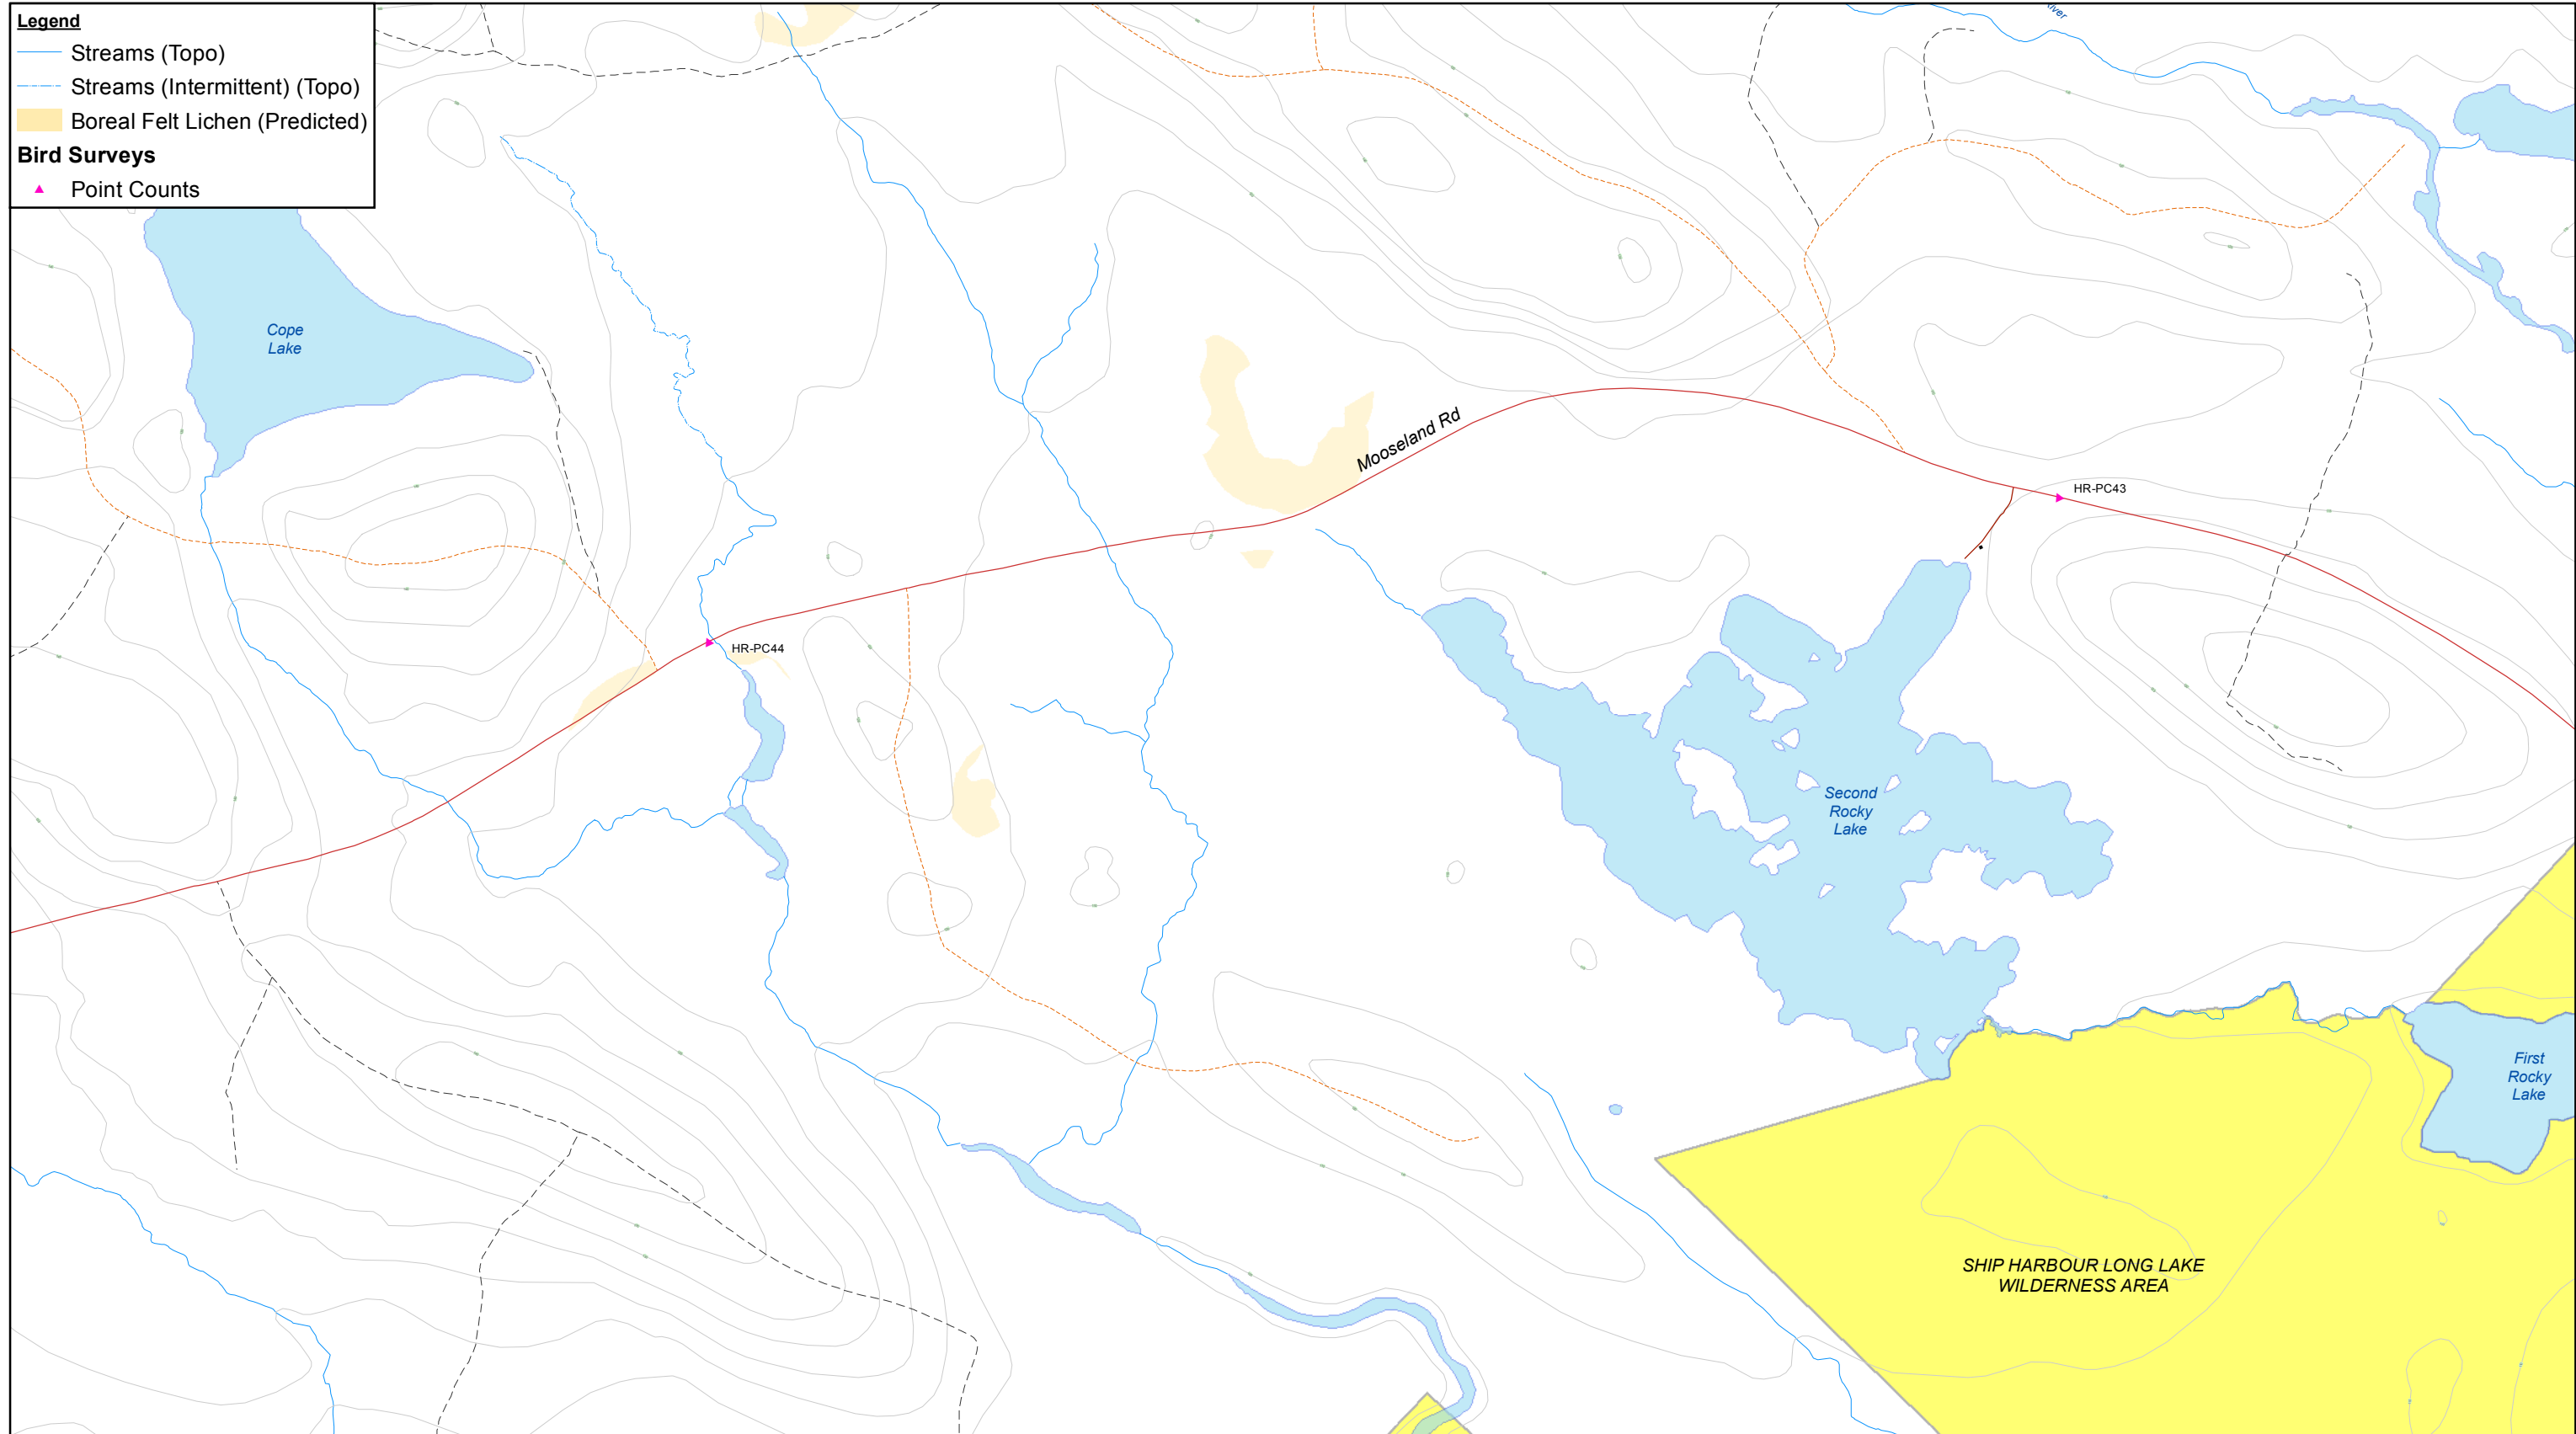 Legend
Streams (Topo)
Streams (Intermittent) (Topo)
Boreal Felt Lichen (Predicted)
Bird Surveys
Point Counts
River
Cope
Lake
Mooseland Rd
HR-PC43
HR-PC44
Second
Rocky
Lake
First
Rocky
Lake
SHIP HARBOUR LONG LAKE
WILDERNESS AREA